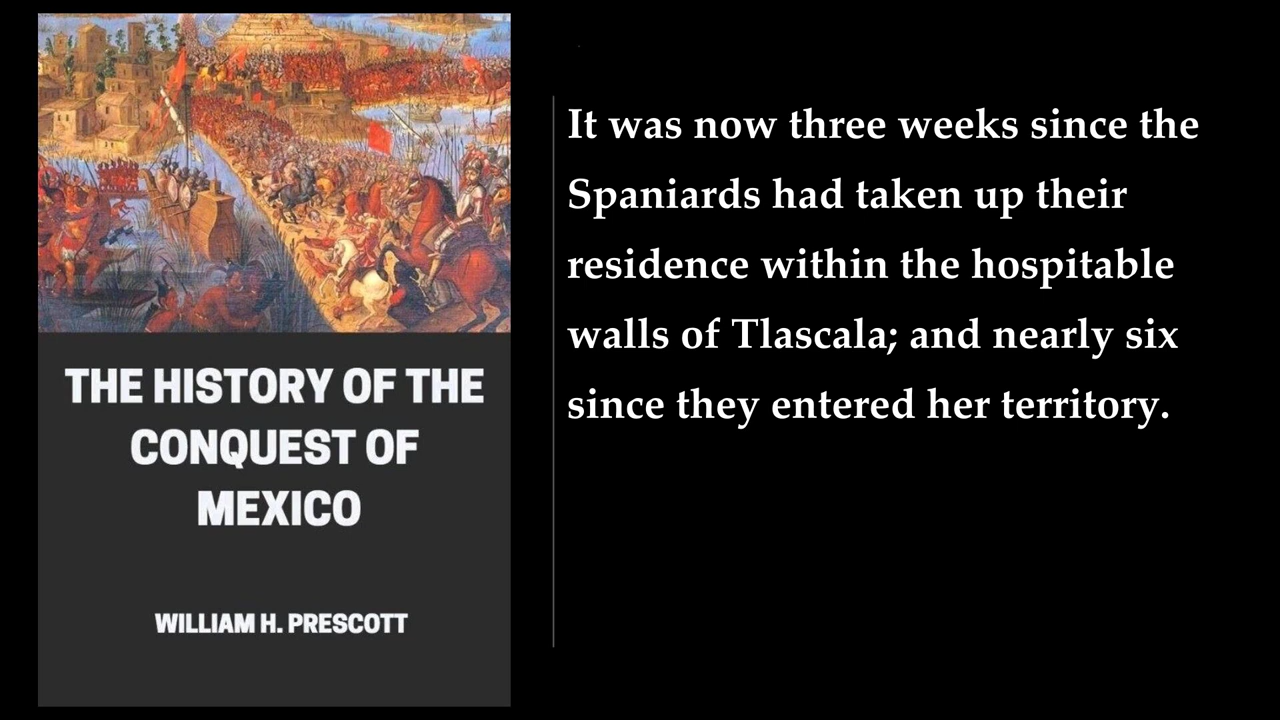 THE HISTORY OF THE
CONQUEST OF
MEXICO
WILLIAM H. PRESCOTT
It was now three weeks since the
Spaniards had taken up their
residence within the hospitable
walls of Tlascala; and nearly six
since they entered her territory.